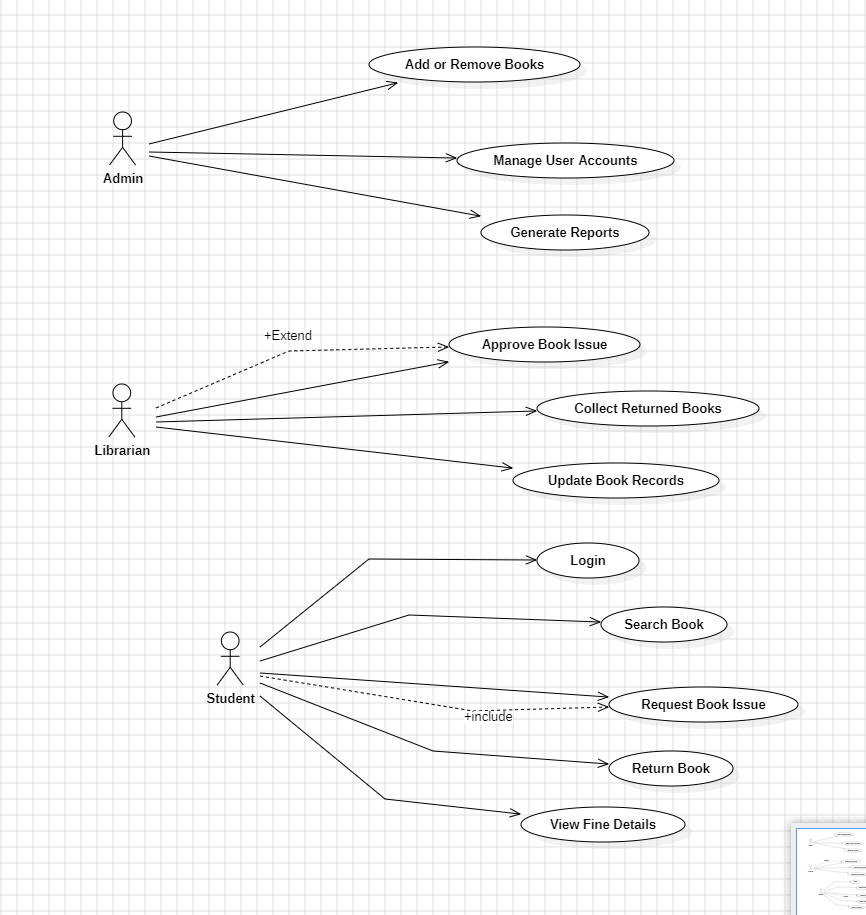 Add or Remove Books
Manage User Accounts
Admin
Generate Reports
+Extend
Approve Book Issue
Collect Returned Books
Librarian
Update Book Records
Login
Search Book
Student
Request Book Issue
+include
Return Book
View Fine Details